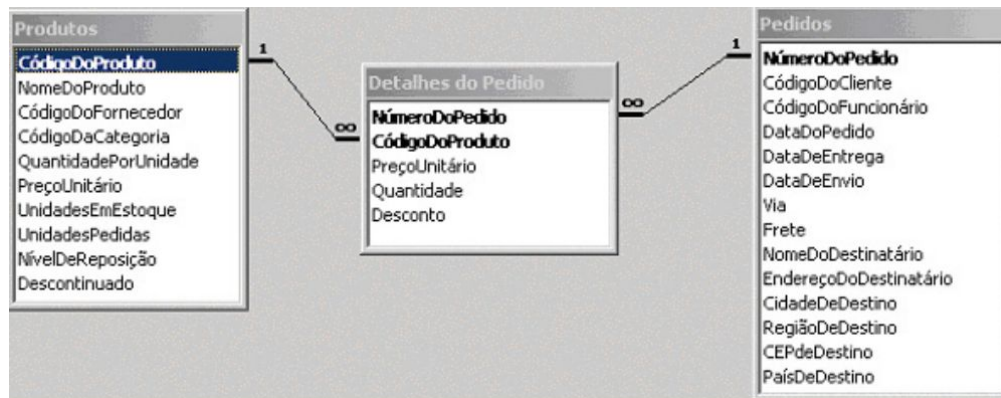 Produtos
CódigoDoProduto
NomeDoProduto
CódigoDoFornecedor
CódigoDaCategoria
QuantidadePorUnidade
PreçoUnitário
UnidadesEmEstoque
UnidadesPedidas
NívelDeReposição
Descontinuado
1
∞
Detalhes do Pedido
NúmeroDoPedido
CódigoDoProduto
PreçoUnitário
Quantidade
Desconto
∞
1
Pedidos
NúmeroDoPedido
CódigoDoCliente
CódigoDoFuncionário
DataDoPedido
DataDeEntrega
DataDeEnvio
Via
Frete
NomeDoDestinatário
EndereçoDoDestinatário
CidadeDeDestino
RegiãoDeDestino
CEPdeDestino
PaísDeDestino